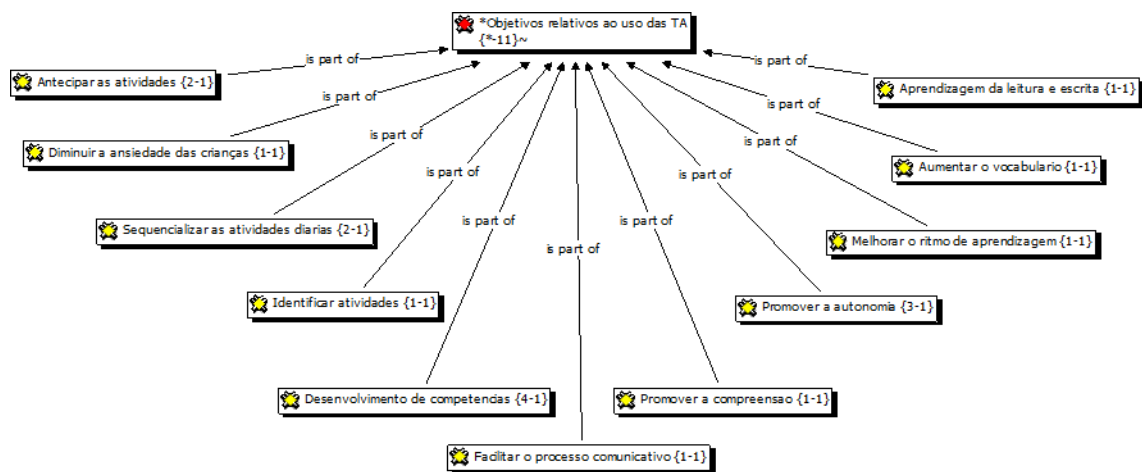 *Objetivos relativos ao uso das TA
{*-11}~
is part of
is part of
Antecipar as atividades {2-1}
Aprendizagem da leitura e escrita {1-1}
is part of
is part of
is part of
is part of
Diminuir a ansiedade das crianças {1-1}
Aumentar o vocabulario {1-1}
is part of
is part of
is part of
is part of
Sequencializar as atividades diarias {2-1}
Melhorar o ritmo de aprendizagem {1-1}
is part of
Identificar atividades {1-1}
Promover a autonomia {3-1}
Desenvolvimento de competencias {4-1}
Promover a compreensao {1-1}
Facilitar o processo comunicativo {1-1}